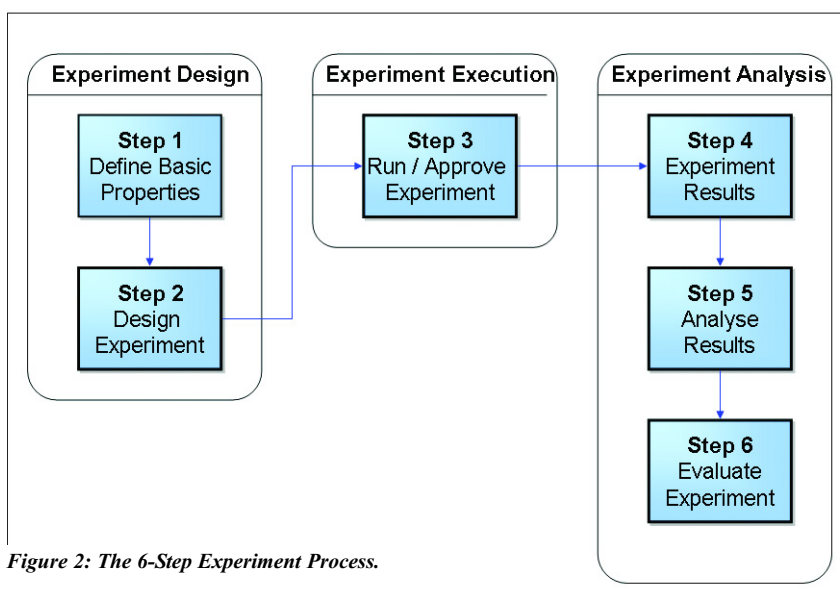 Experiment Design
Step 1
Define Basic
Properties
Step 2
Design
Experiment
Experiment Execution
Step 3
Run / Approve
Experiment
Experiment Analysis
Step 4
Experiment
Results
Step 5
Analyse
Results
Step 6
Evaluate
Experiment
Figure 2: The 6-Step Experiment Process.